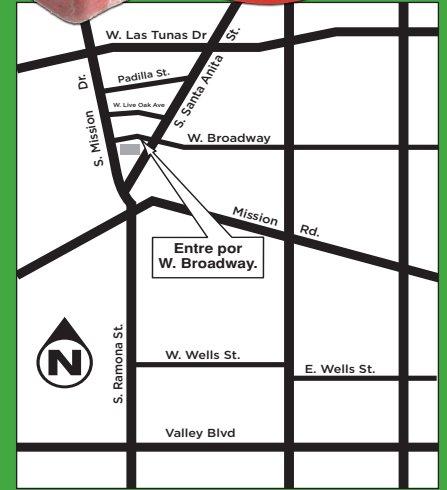 W. Las Tunas Dr
Padilla St.
W. Live Oak Ave
S. Santa Anita St.
S. Mission Dr.
W. Broadway
Mission Rd.
Entre por
W. Broadway.
N
S. Ramona St.
W. Wells St.
E. Wells St.
Valley Blvd